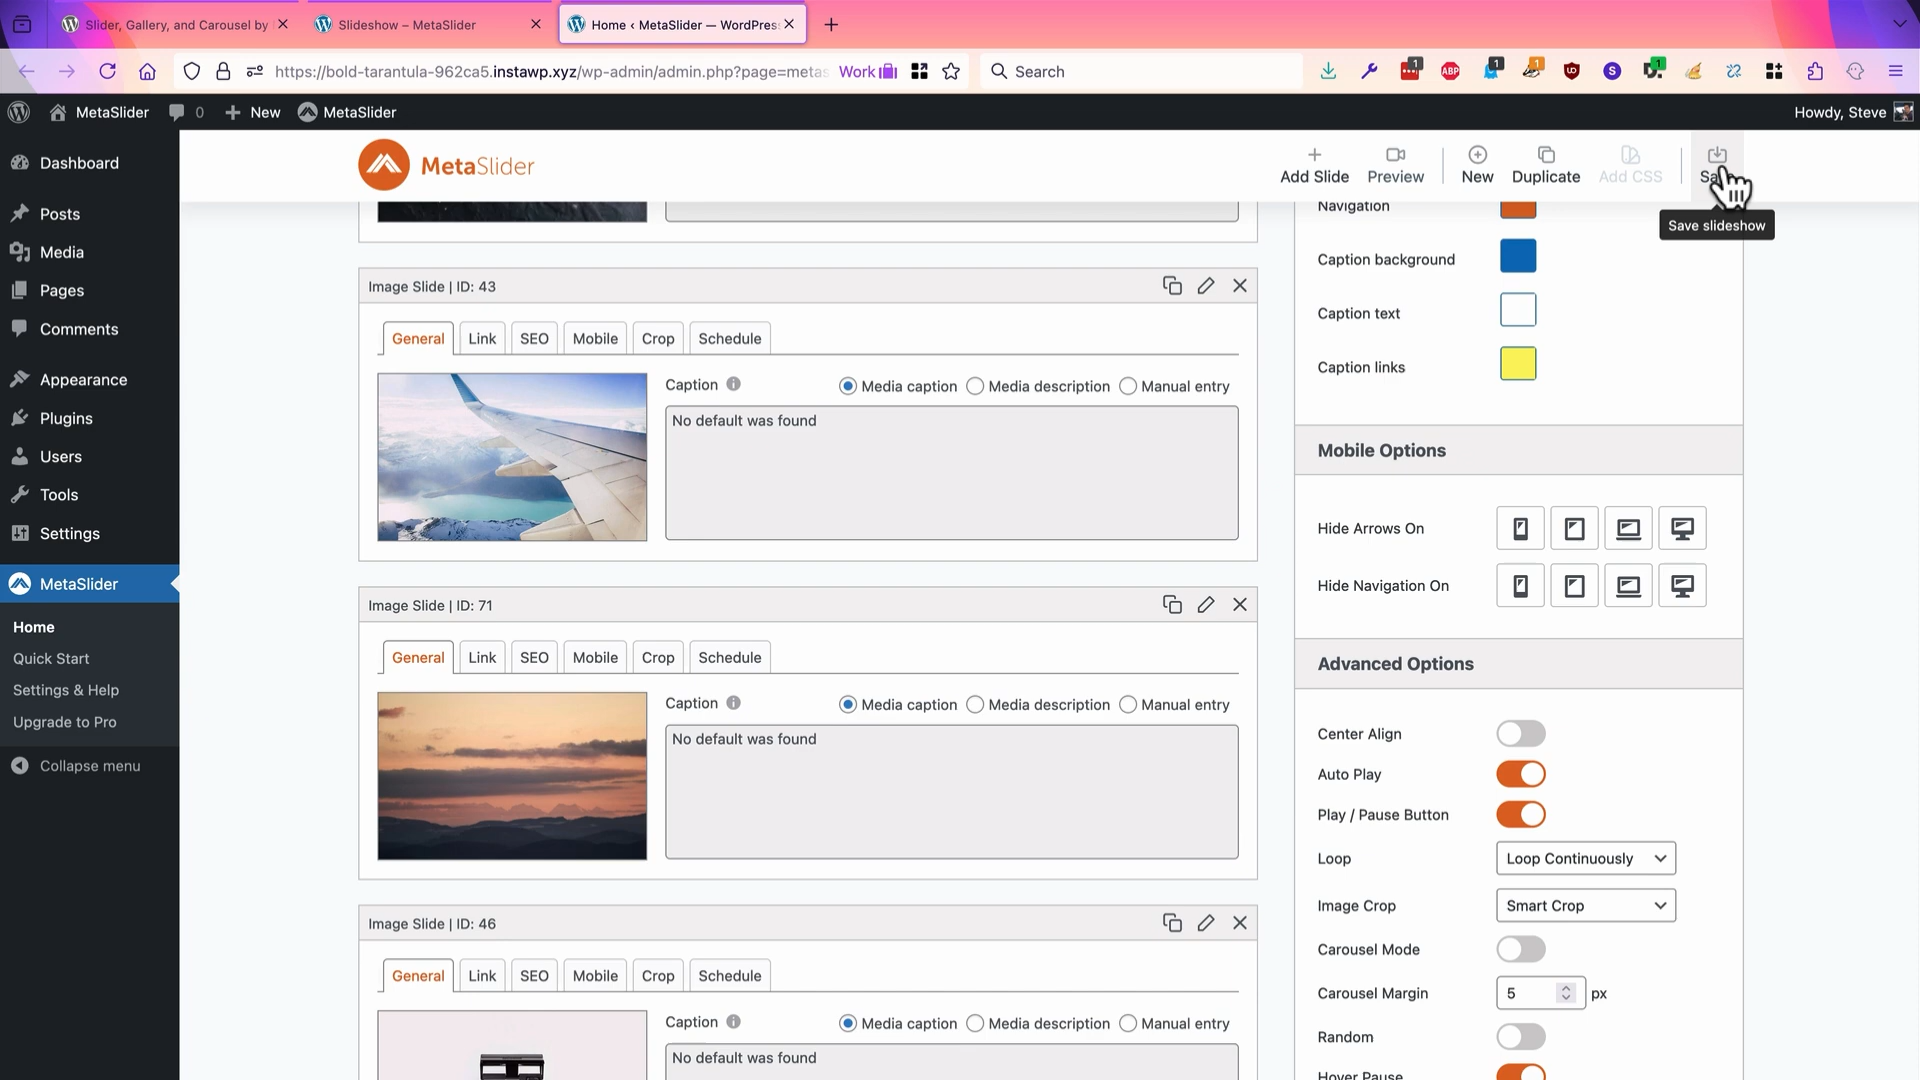 Slider, Gallery, and Carousel by
Slideshow – MetaSlider
Home ‹ MetaSlider — WordPress
https://bold-tarantula-962ca5.instawp.xyz/wp-admin/admin.php?page=metas
Work
Search
1
ABP
1
1
S
1
MetaSlider
0
New
MetaSlider
Howdy, Steve
Dashboard
Posts
Media
Pages
Comments
Appearance
Plugins
Users
Tools
Settings
MetaSlider
Home
Quick Start
Settings & Help
Upgrade to Pro
Collapse menu
MetaSlider
Add Slide
Preview
New
Duplicate
Add CSS
Save slideshow
Image Slide | ID: 43
General
Link
SEO
Mobile
Crop
Schedule
Caption
Media caption
Media description
Manual entry
No default was found
Image Slide | ID: 71
General
Link
SEO
Mobile
Crop
Schedule
Caption
Media caption
Media description
Manual entry
No default was found
Image Slide | ID: 46
General
Link
SEO
Mobile
Crop
Schedule
Caption
Media caption
Media description
Manual entry
No default was found
Navigation
Caption background
Caption text
Caption links
Mobile Options
Hide Arrows On
Hide Navigation On
Advanced Options
Center Align
Auto Play
Play / Pause Button
Loop
Loop Continuously
Image Crop
Smart Crop
Carousel Mode
Carousel Margin
5
px
Random
Hover Pause